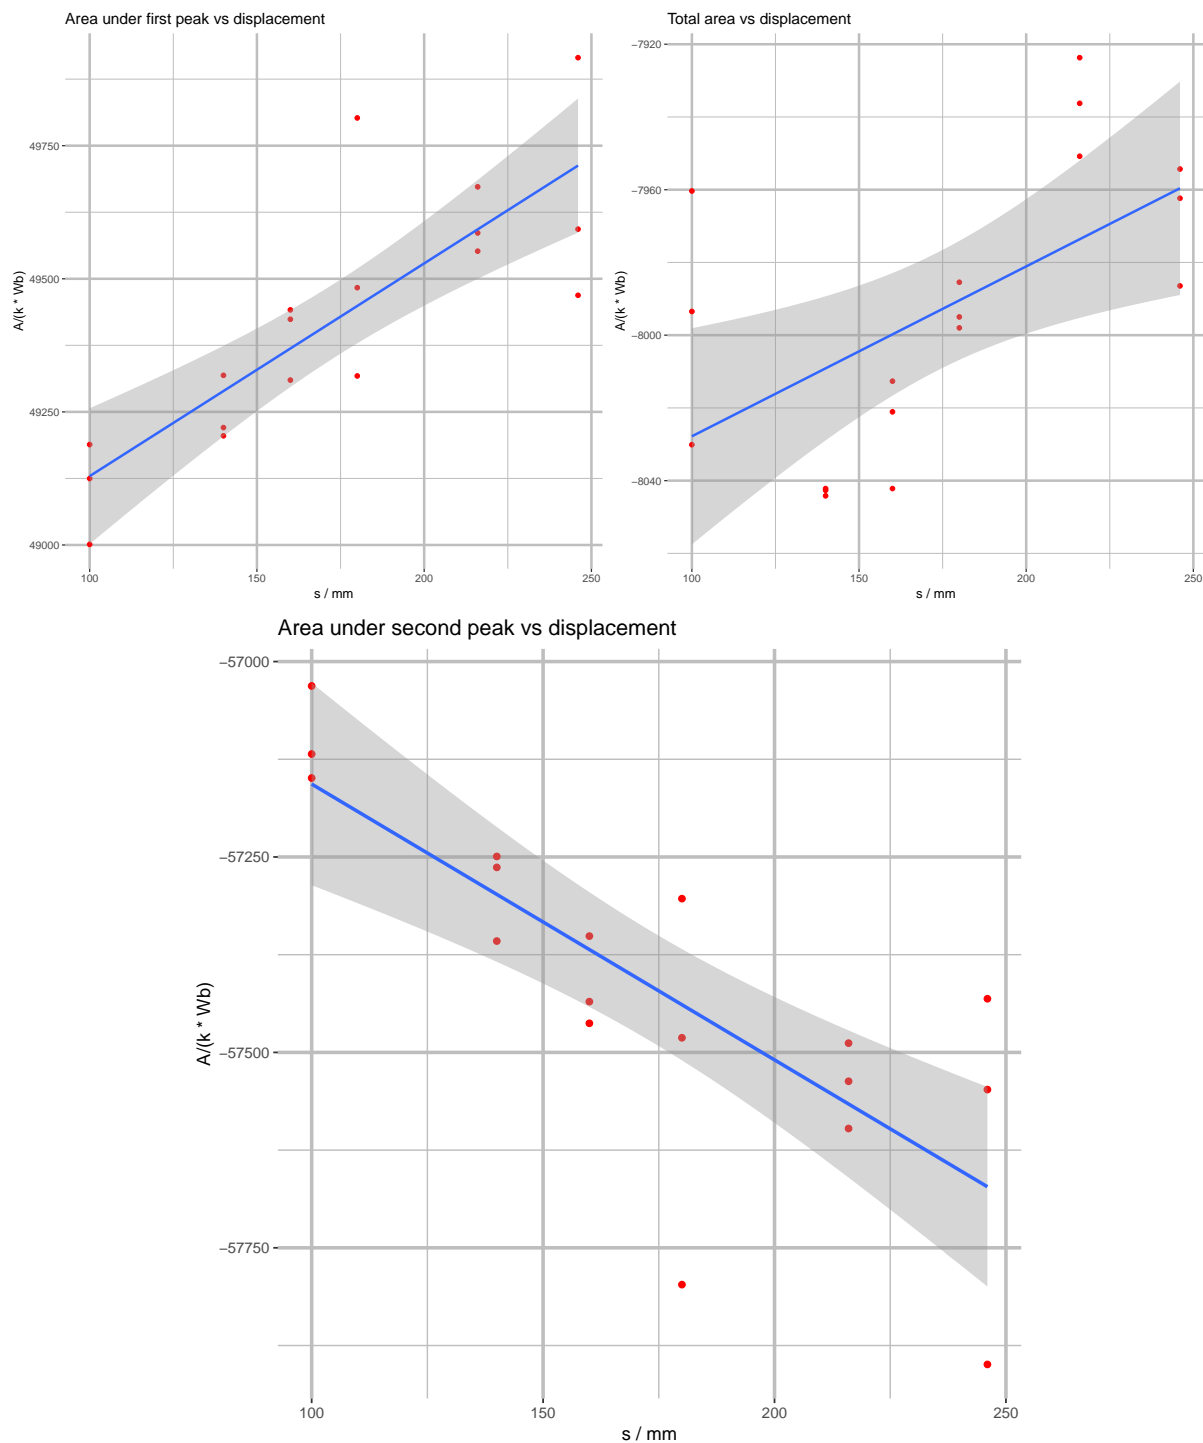 Area under first peak vs displacement
49750
49500
49250
49000
A/(k * Wb)
100 150 200 250
s / mm
Total area vs displacement
−7920
−7960
−8000
−8040
A/(k * Wb)
100 150 200 250
s / mm
Area under second peak vs displacement
−57000
−57250
−57500
−57750
A/(k * Wb)
100 150 200 250
s / mm